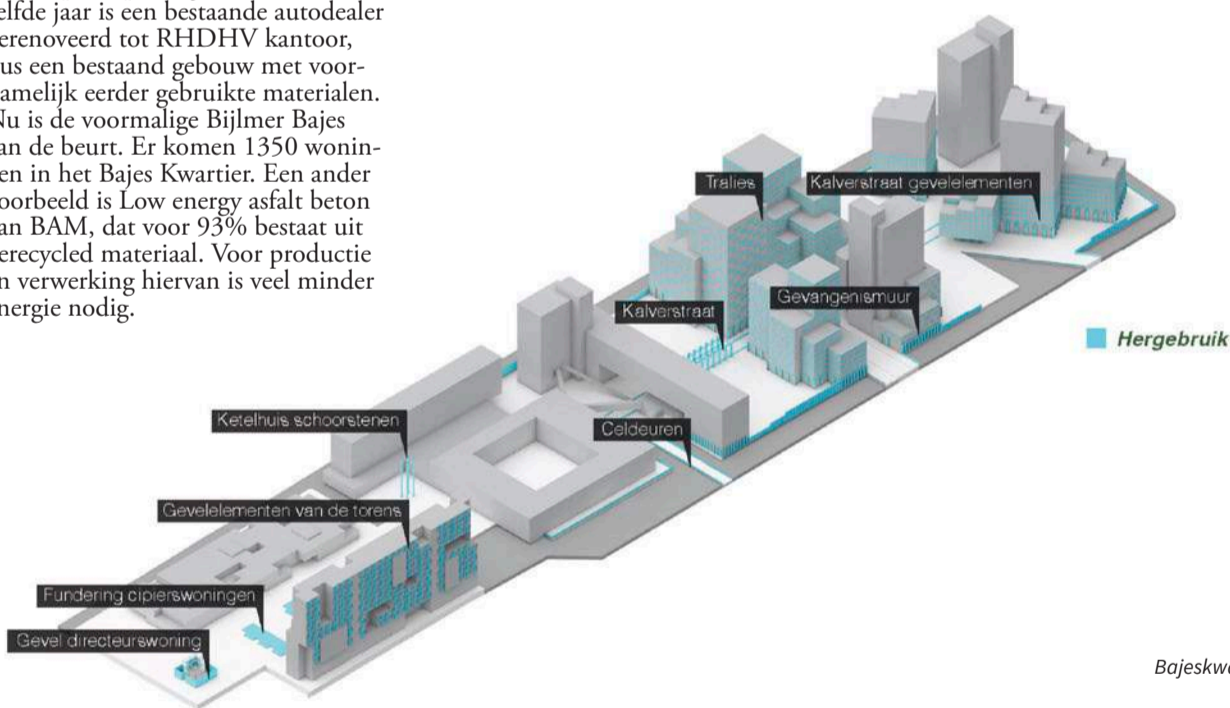 elfde jaar is een bestaande autodealer
erenoveerd tot RHDHV kantoor,
us een bestaand gebouw met voor-
amelijk eerder gebruikte materialen.
Nu is de voormalige Bijlmer Bajes
an de beurt. Er komen 1350 wonin-
en in het Bajes Kwartier. Een ander
oorbeeld is Low energy asfalt beton
an BAM, dat voor 93% bestaat uit
erecycled materiaal. Voor productie
n verwerking hiervan is veel minder
nergie nodig.
Tralies
Kalverstraat gevelelementen
Kalverstraat
Gevangenismuur
Hergebruik
Ketelhuis schoorstenen
Celdeuren
Gevelelementen van de torens
Fundering cipierswoningen
Gevel directeurswoning
Bajeskwa